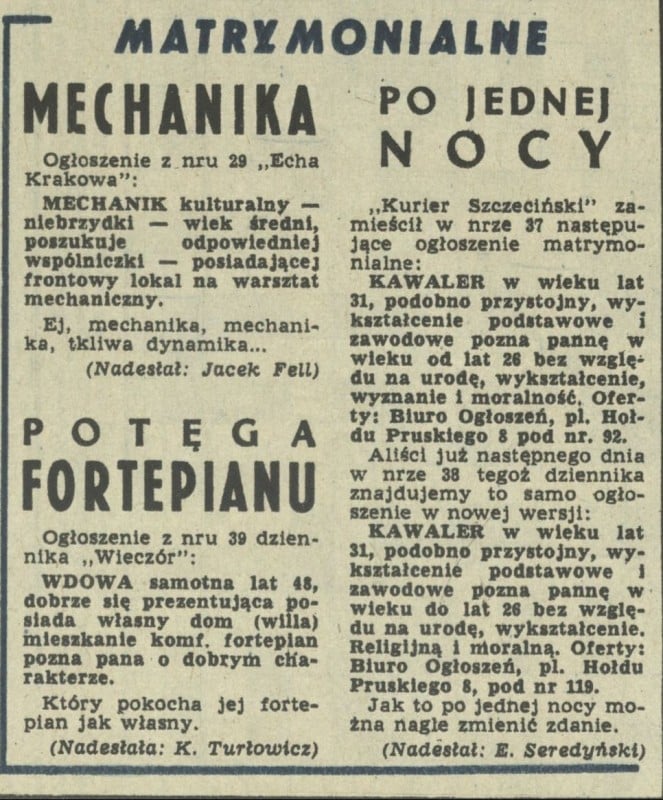 MATRYMONIALNE
MECHANIKA
Ogłoszenie z nru 29 „Echa
Krakowa":
MECHANIK kulturalny —
niebrzydki — wiek średni,
poszukuje odpowiedniej
wspólniczki — posiadającej
frontowy lokal na warsztat
mechaniczny.
Ej, mechanika, mechani-
ka, tkliwa dynamika...
(Nadesłał: Jacek Fell)
POTĘGA
FORTEPIANU
Ogłoszenie z nru 39 dzien-
nika „Wieczór":
WDOWA samotna lat 48,
dobrze się prezentująca po-
siada własny dom (willa)
mieszkanie komf. fortepian
pozna pana o dobrym cha-
rakterze.
Który pokocha jej forte-
pian jak własny.
(Nadesłała: K. Turłowicz)
PO JEDNEJ
NOCY
„Kurier Szczeciński" za-
mieścił w nrze 37 następu-
jące ogłoszenie matrymo-
nialne:
KAWALER w wieku lat
31, podobno przystojny, wy-
kształcenie podstawowe i
zawodowe pozna pannę w
wieku od lat 26 bez wzglę-
du na urodę, wykształcenie,
wyznanie i moralność. Ofer-
ty: Biuro Ogłoszeń, pl. Hoł-
du Pruskiego 8 pod nr. 92.
Aliści już następnego dnia
w nrze 38 tegoż dziennika
znajdujemy to samo ogło-
szenie w nowej wersji:
KAWALER w wieku lat
31, podobno przystojny, wy-
kształcenie podstawowe i
zawodowe pozna pannę w
wieku do lat 26 bez wzglę-
du na urodę, wykształcenie.
Religijną i moralną. Oferty:
Biuro Ogłoszeń, pl. Hołdu
Pruskiego 8, pod nr 119.
Jak to po jednej nocy mo-
żna nagle zmienić zdanie.
(Nadesłał: E. Seredyński)